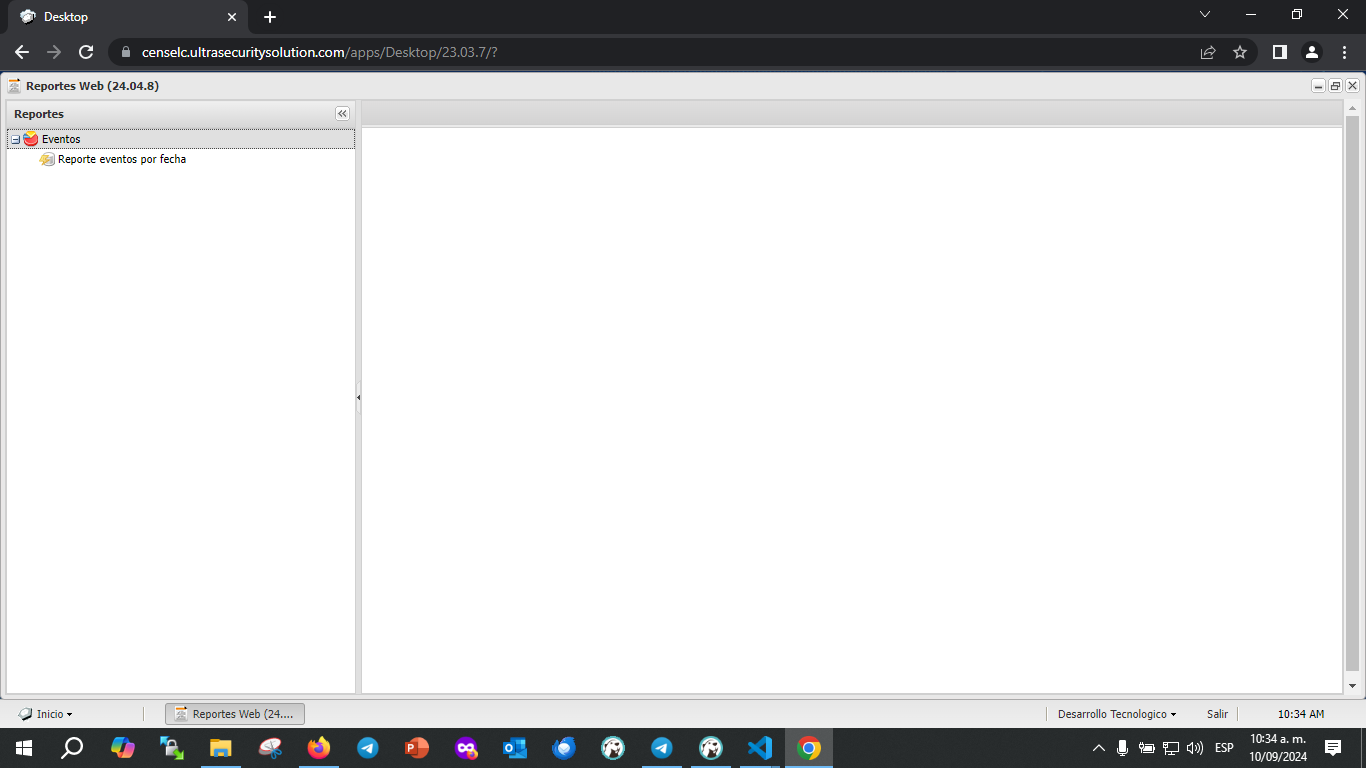 Desktop
censelc.ultrasecuritysolution.com/apps/Desktop/23.03.7/?
Reportes Web (24.04.8)
Reportes
Eventos
Reporte eventos por fecha
Inicio
Reportes Web (24....
Desarrollo Tecnologico
Salir
10:34 AM
ESP
10:34 a. m.
10/09/2024